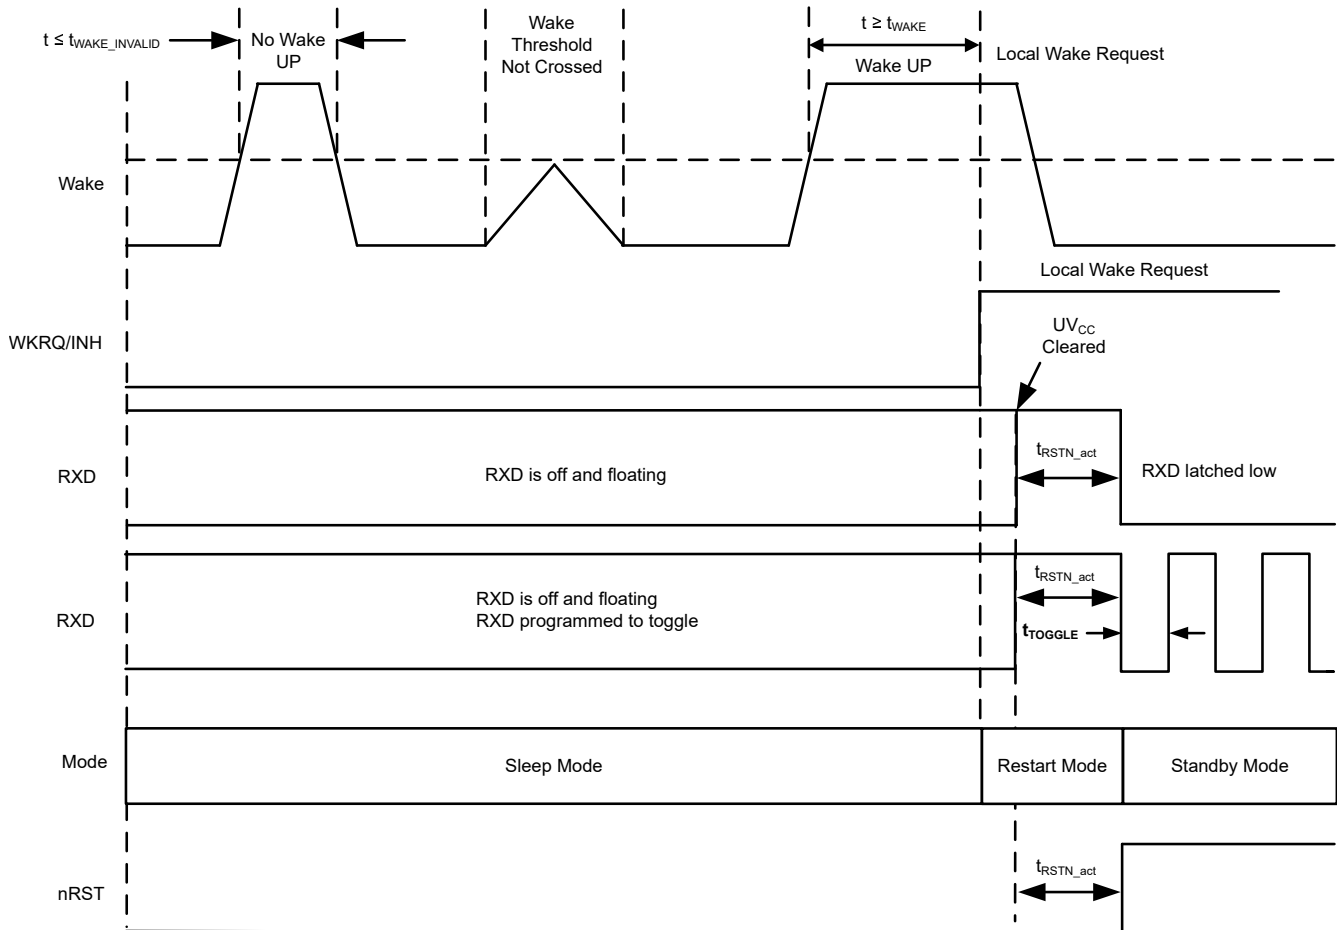 t ≤ tWAKE_INVALID
No Wake
UP
Wake
Threshold
Not Crossed
t ≥ tWAKE
Wake UP
Local Wake Request
Wake
Local Wake Request
WKRQ/INH
UVCC
Cleared
RXD
RXD is off and floating
tRSTN_act
RXD latched low
RXD
RXD is off and floating
RXD programmed to toggle
tRSTN_act
tTOGGLE
Mode
Sleep Mode
Restart Mode
Standby Mode
nRST
tRSTN_act